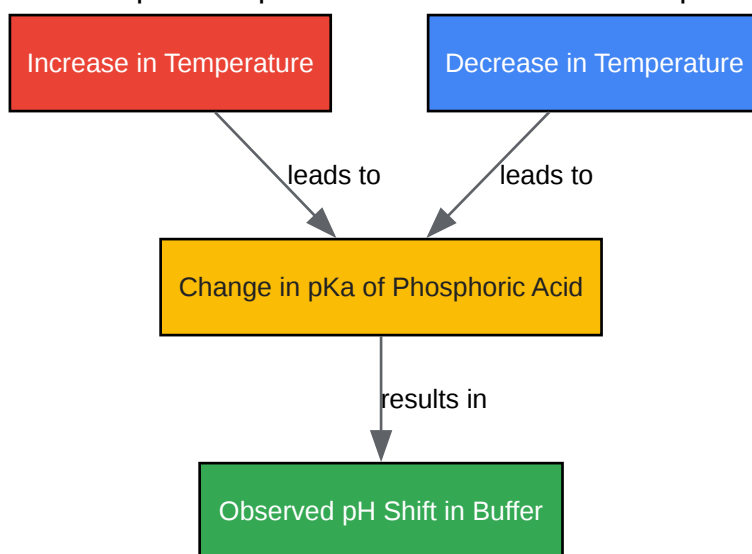 Increase in Temperature
Decrease in Temperature
leads to
leads to
Change in pKa of Phosphoric Acid
results in
Observed pH Shift in Buffer